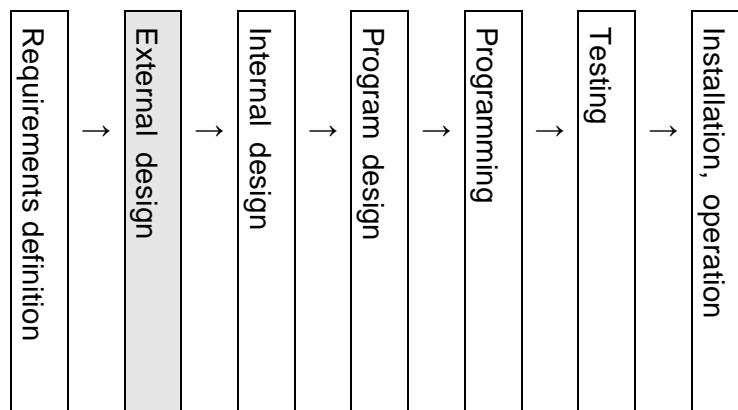 Requirements definition
→
External design
→
Internal design
→
Program design
→
Programming
→
Testing
→
Installation, operation